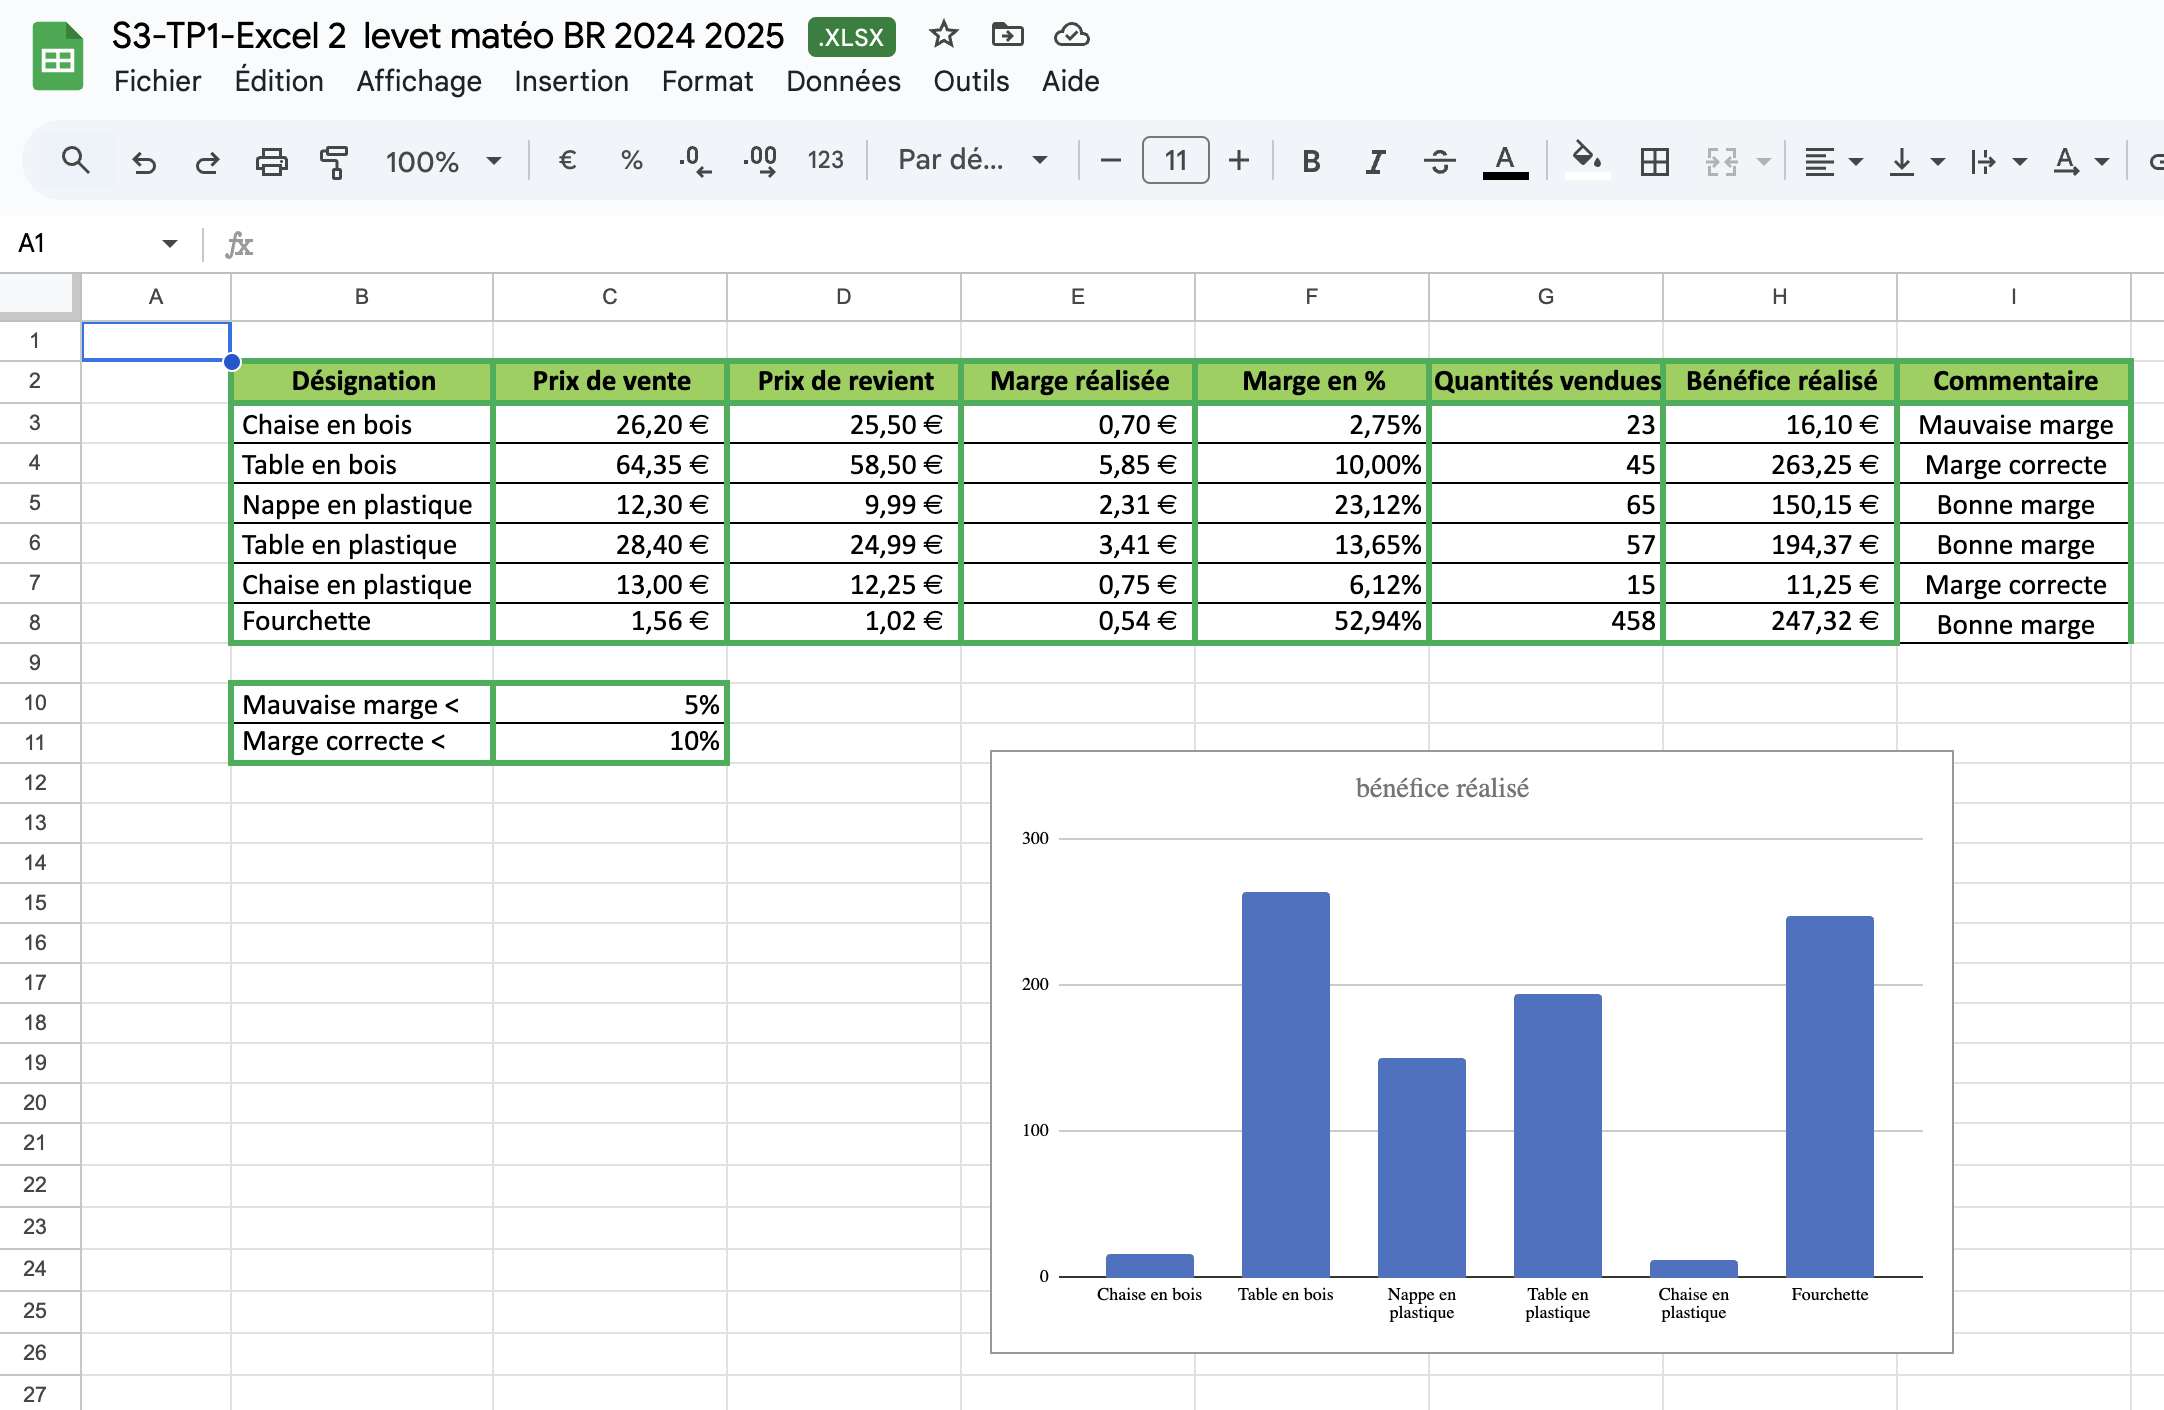 S3-TP1-Excel 2 levet matéo BR 2024 2025 .XLSX
Fichier Édition Affichage Insertion Format Données Outils Aide
100% € % .0 .00 123 Par dé... 11 B I S A A
A1 fx
A B C D E F G H I
1
2 Désignation Prix de vente Prix de revient Marge réalisée Marge en % Quantités vendues Bénéfice réalisé Commentaire
3 Chaise en bois 26,20 € 25,50 € 0,70 € 2,75% 23 16,10 € Mauvaise marge
4 Table en bois 64,35 € 58,50 € 5,85 € 10,00% 45 263,25 € Marge correcte
5 Nappe en plastique 12,30 € 9,99 € 2,31 € 23,12% 65 150,15 € Bonne marge
6 Table en plastique 28,40 € 24,99 € 3,41 € 13,65% 57 194,37 € Bonne marge
7 Chaise en plastique 13,00 € 12,25 € 0,75 € 6,12% 15 11,25 € Marge correcte
8 Fourchette 1,56 € 1,02 € 0,54 € 52,94% 458 247,32 € Bonne marge
9
10 Mauvaise marge < 5%
11 Marge correcte < 10%
12
13
14
15
16
17
18
19
20
21
22
23
24
25
26
27
bénéfice réalisé
300
200
100
0
Chaise en bois Table en bois Nappe en plastique Table en plastique Chaise en plastique Fourchette